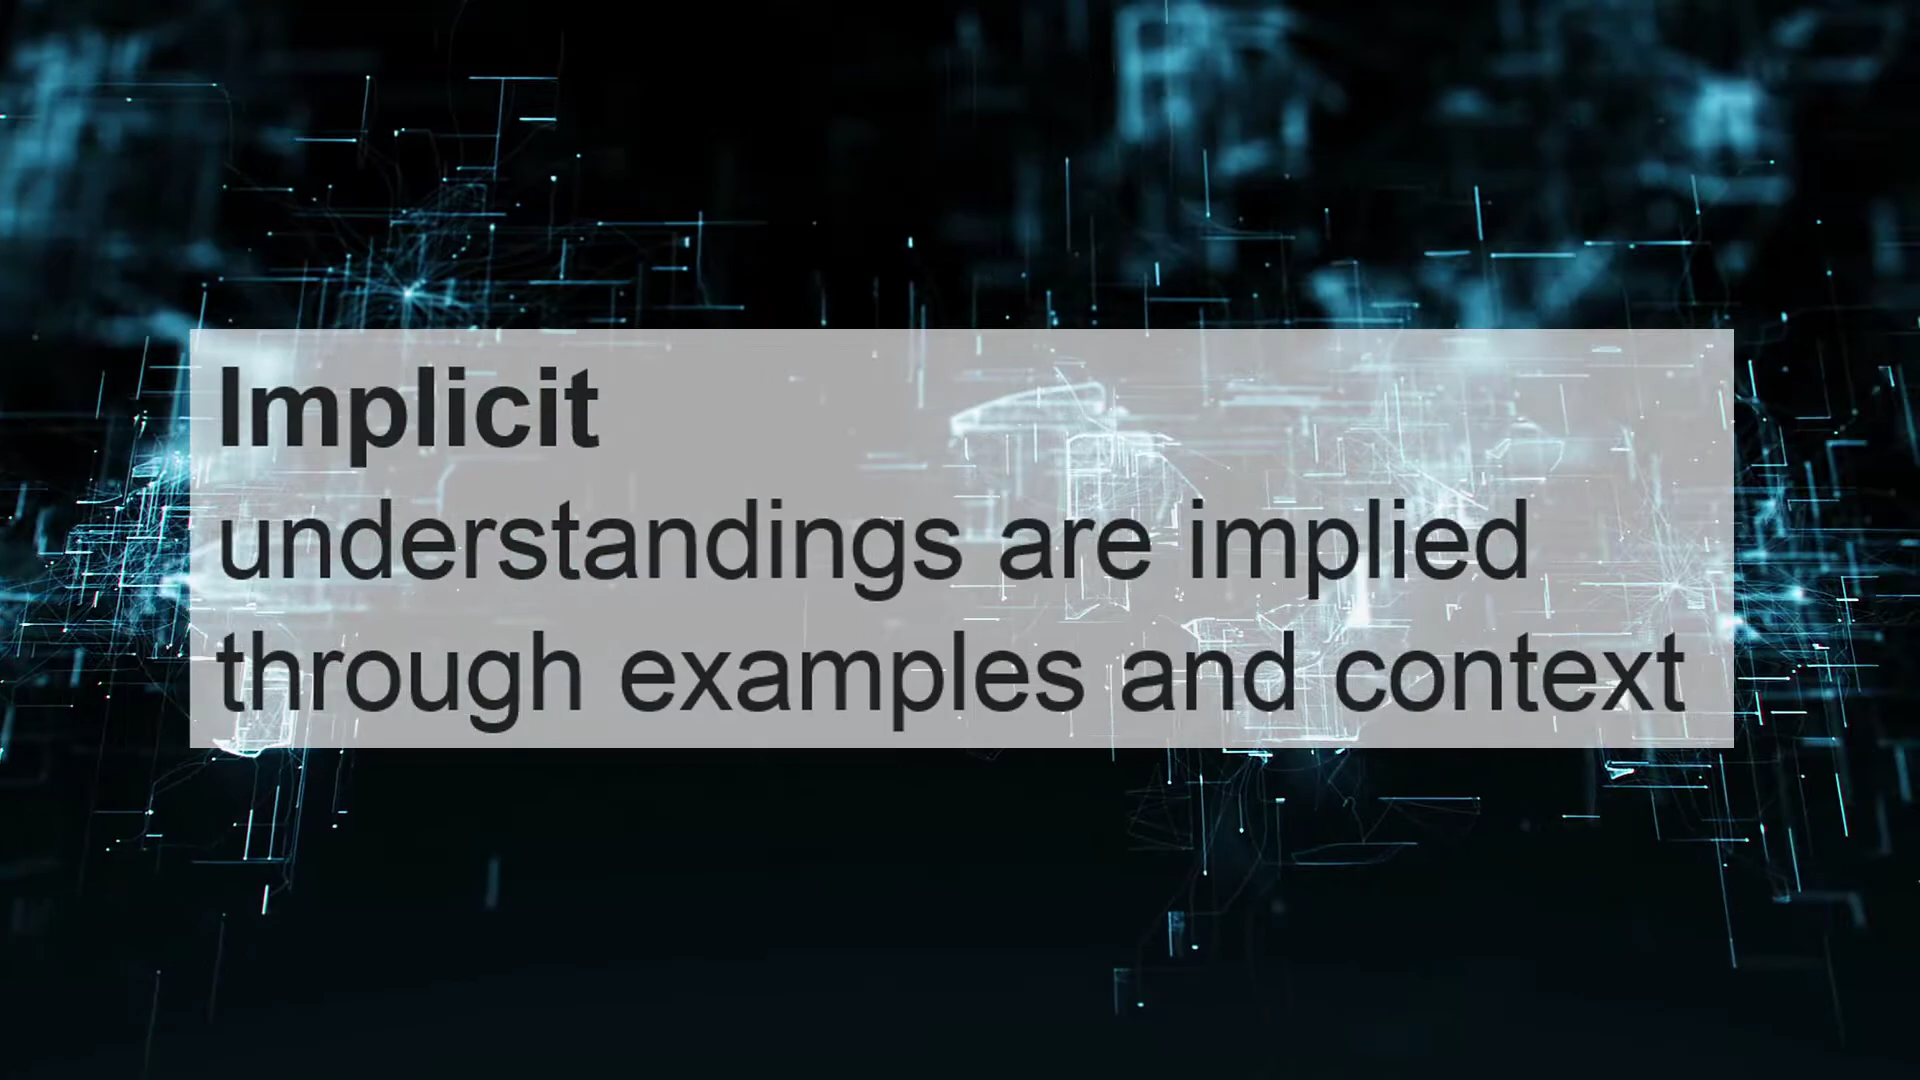 Implicit
understandings are implied
through examples and context